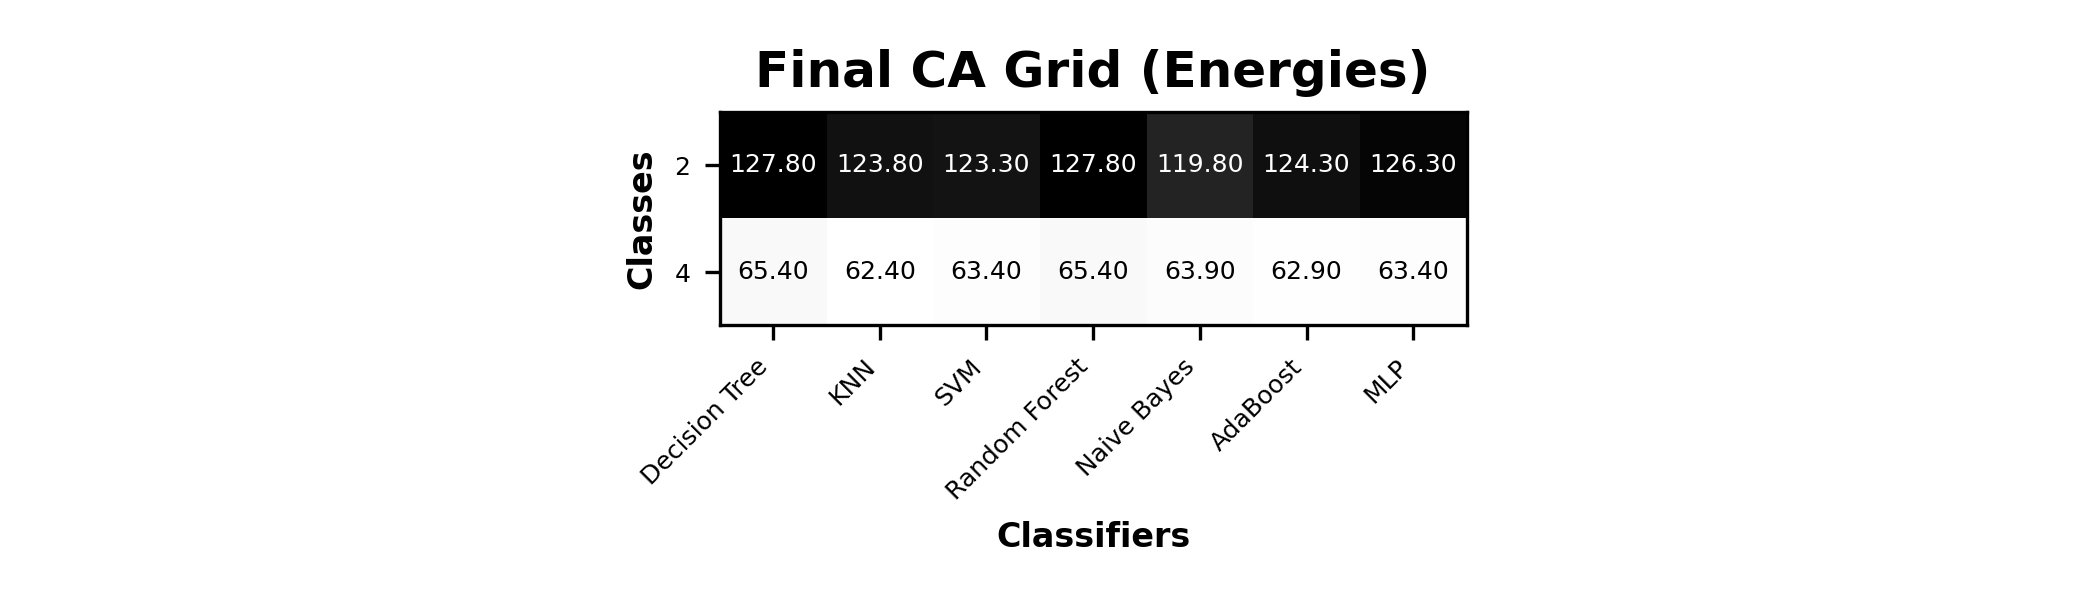 Final CA Grid (Energies)
Classes
2 127.80 123.80 123.30 127.80 119.80 124.30 126.30
4 65.40 62.40 63.40 65.40 63.90 62.90 63.40
Decision Tree KNN SVM Random Forest Naive Bayes AdaBoost MLP
Classifiers